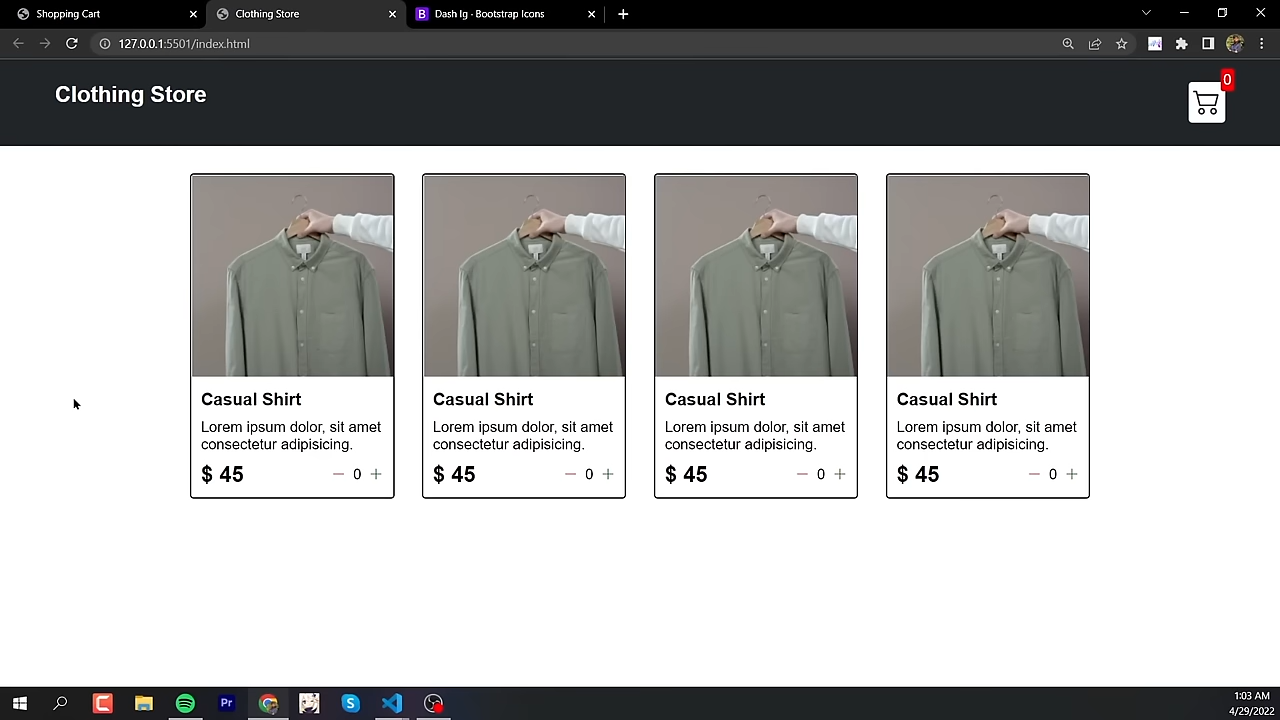 Shopping Cart
Clothing Store
Dash lg · Bootstrap Icons
127.0.0.1:5501/index.html
Clothing Store
0
Casual Shirt
Lorem ipsum dolor, sit amet
consectetur adipisicing.
$ 45
0
Casual Shirt
Lorem ipsum dolor, sit amet
consectetur adipisicing.
$ 45
0
Casual Shirt
Lorem ipsum dolor, sit amet
consectetur adipisicing.
$ 45
0
Casual Shirt
Lorem ipsum dolor, sit amet
consectetur adipisicing.
$ 45
0
Pr
1:03 AM
4/29/2022